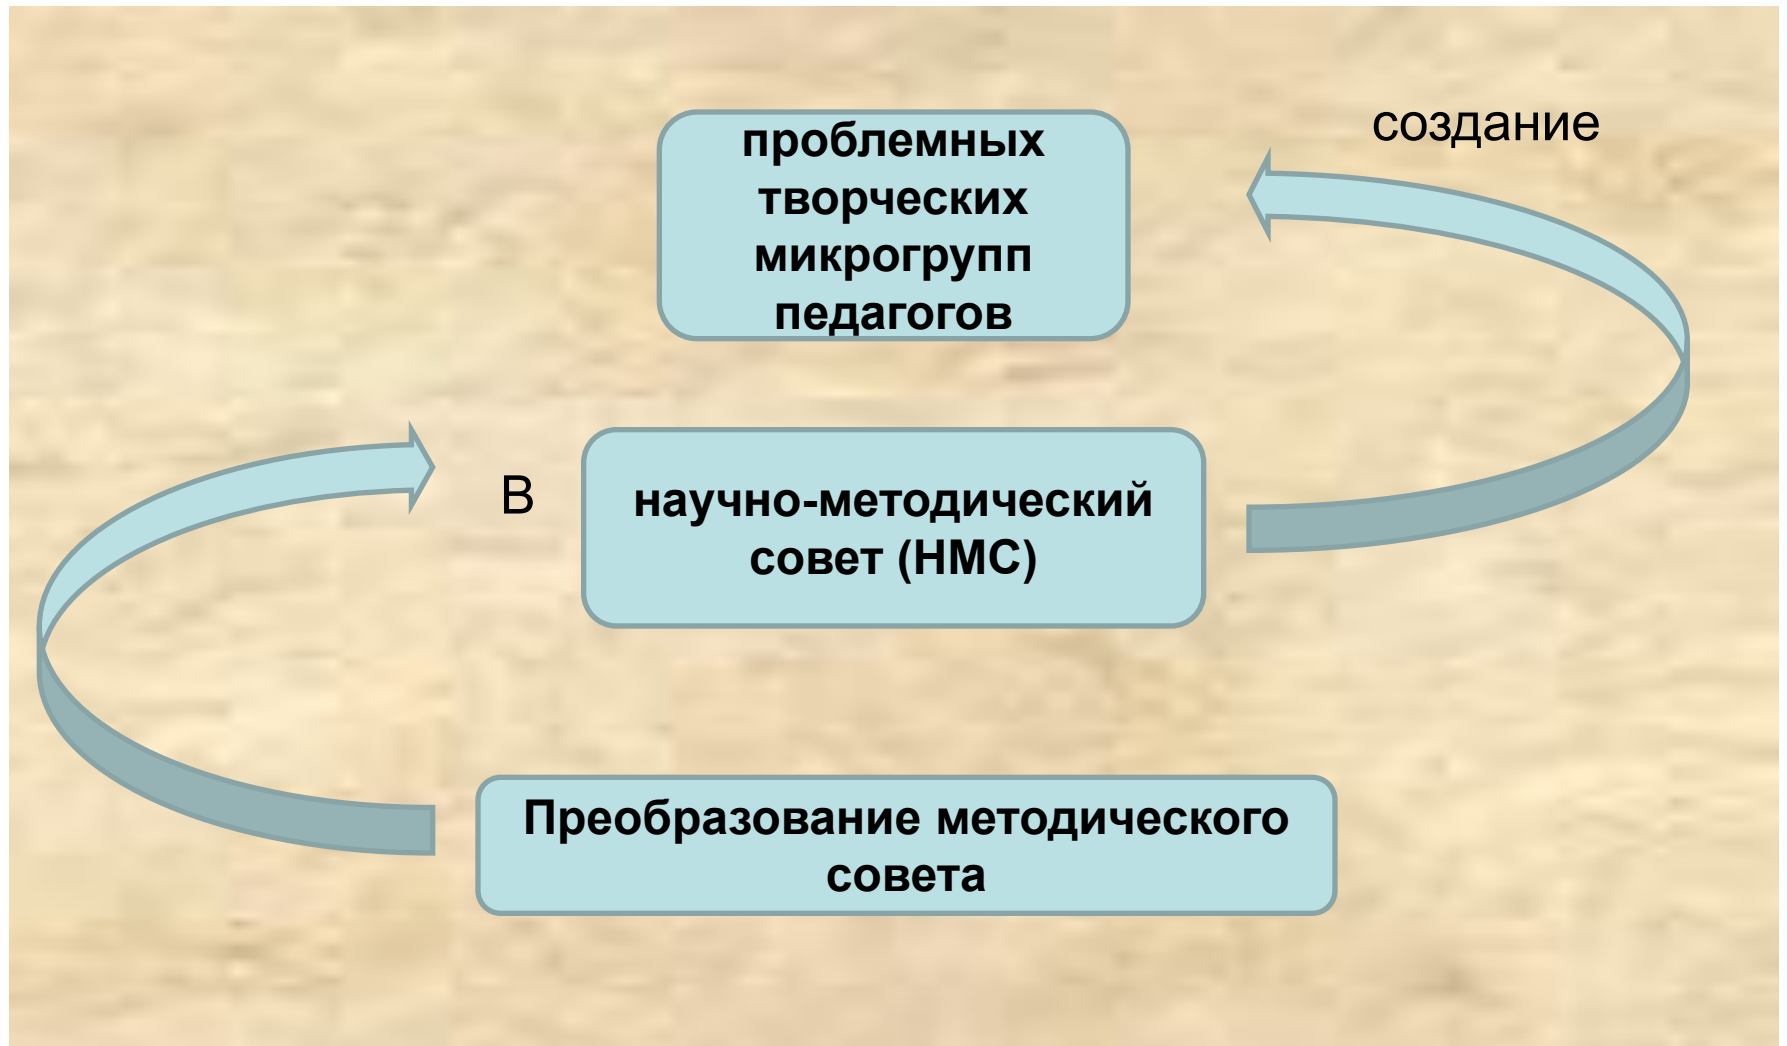 создание
проблемных
творческих
микрогрупп
педагогов
В
научно-методический
совет (НМС)
Преобразование методического
совета